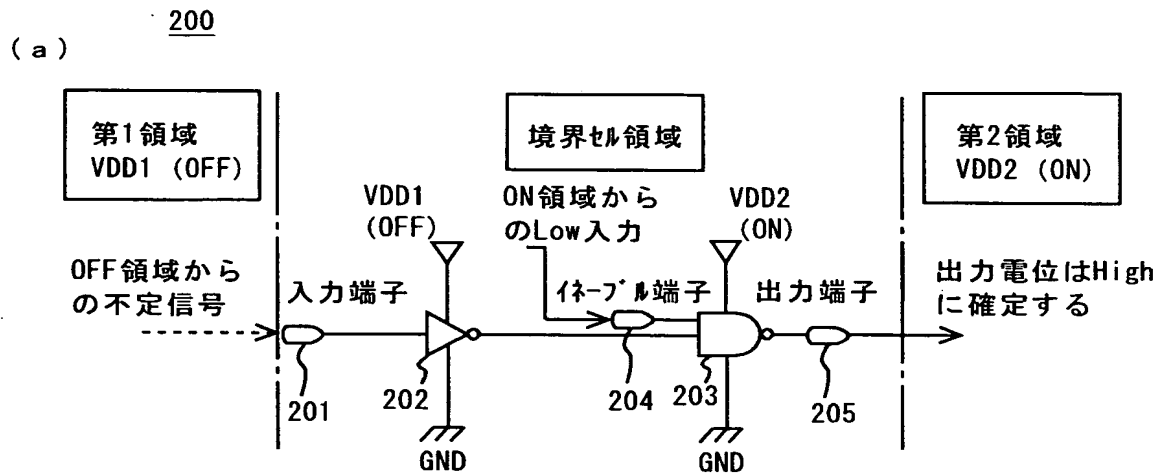 200
(a)
第1領域
VDD1 (OFF)
境界ｾﾙ領域
第2領域
VDD2 (ON)
VDD1
(OFF)
ON領域から
のLow入力
VDD2
(ON)
OFF領域から
の不定信号
入力端子
ｲﾈｰﾌﾞﾙ端子
出力端子
出力電位はHigh
に確定する
201
202
204
203
205
GND
GND